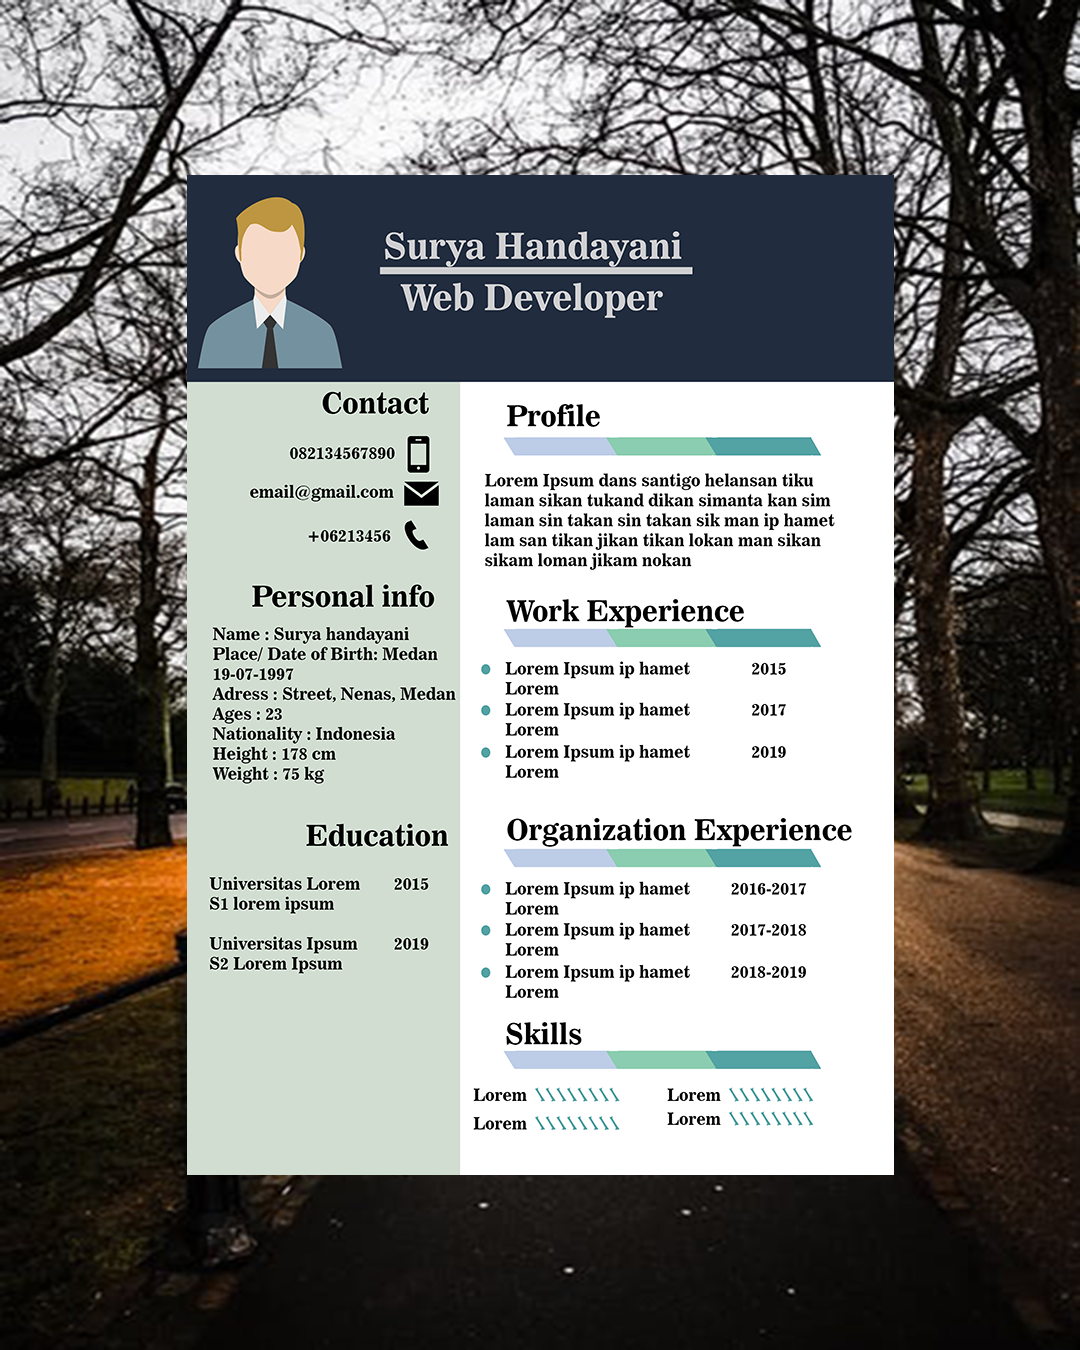 Surya Handayani
Web Developer
Contact
082134567890
email@gmail.com
+06213456
Personal info
Name : Surya handayani
Place/ Date of Birth: Medan
19-07-1997
Adress : Street, Nenas, Medan
Ages : 23
Nationality : Indonesia
Height : 178 cm
Weight : 75 kg
Education
Universitas Lorem 2015
S1 lorem ipsum
Universitas Ipsum 2019
S2 Lorem Ipsum
Profile
Lorem Ipsum dans santigo helansan tiku
laman sikan tukand dikan simanta kan sim
laman sin takan sin takan sik man ip hamet
lam san tikan jikan tikan lokan man sikan
sikam loman jikam nokan
Work Experience
Lorem Ipsum ip hamet 2015
Lorem
Lorem Ipsum ip hamet 2017
Lorem
Lorem Ipsum ip hamet 2019
Lorem
Organization Experience
Lorem Ipsum ip hamet 2016-2017
Lorem
Lorem Ipsum ip hamet 2017-2018
Lorem
Lorem Ipsum ip hamet 2018-2019
Lorem
Skills
Lorem \\\\\\\\ Lorem \\\\\\\\
Lorem \\\\\\\\ Lorem \\\\\\\\